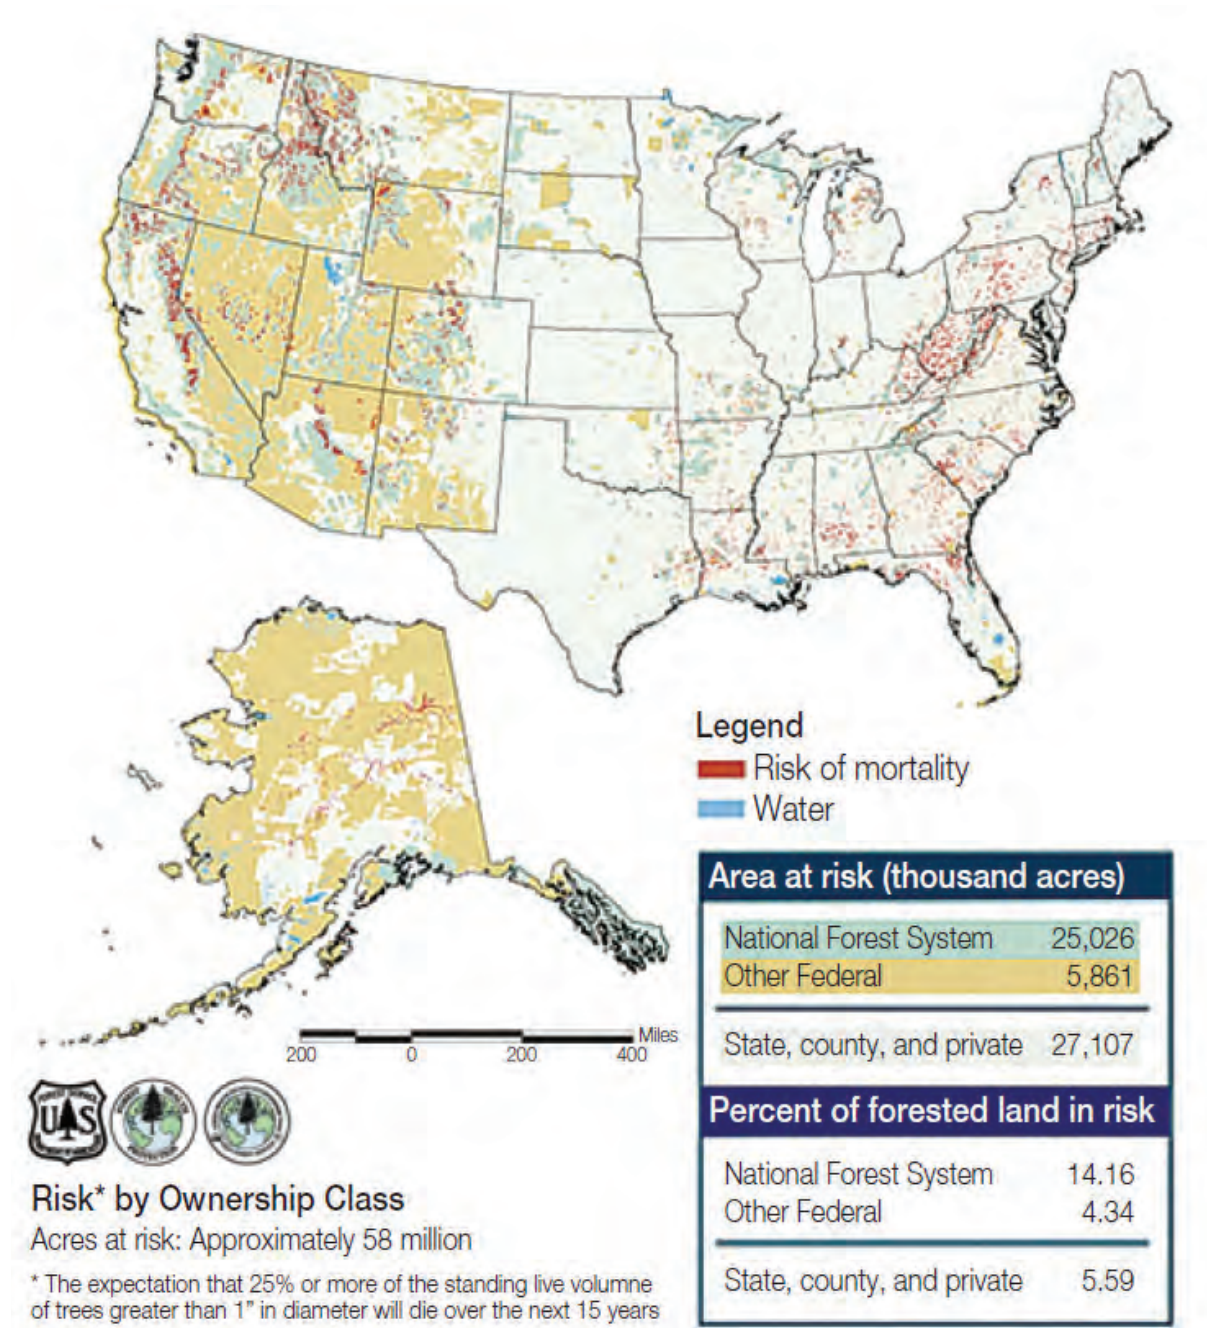 Legend
Risk of mortality
Water
Area at risk (thousand acres)
National Forest System 25,026
Other Federal 5,861
State, county, and private 27,107
Miles
200 0 200 400
Percent of forested land in risk
National Forest System 14.16
Other Federal 4.34
State, county, and private 5.59
U S
Risk* by Ownership Class
Acres at risk: Approximately 58 million
* The expectation that 25% or more of the standing live volumne
of trees greater than 1” in diameter will die over the next 15 years